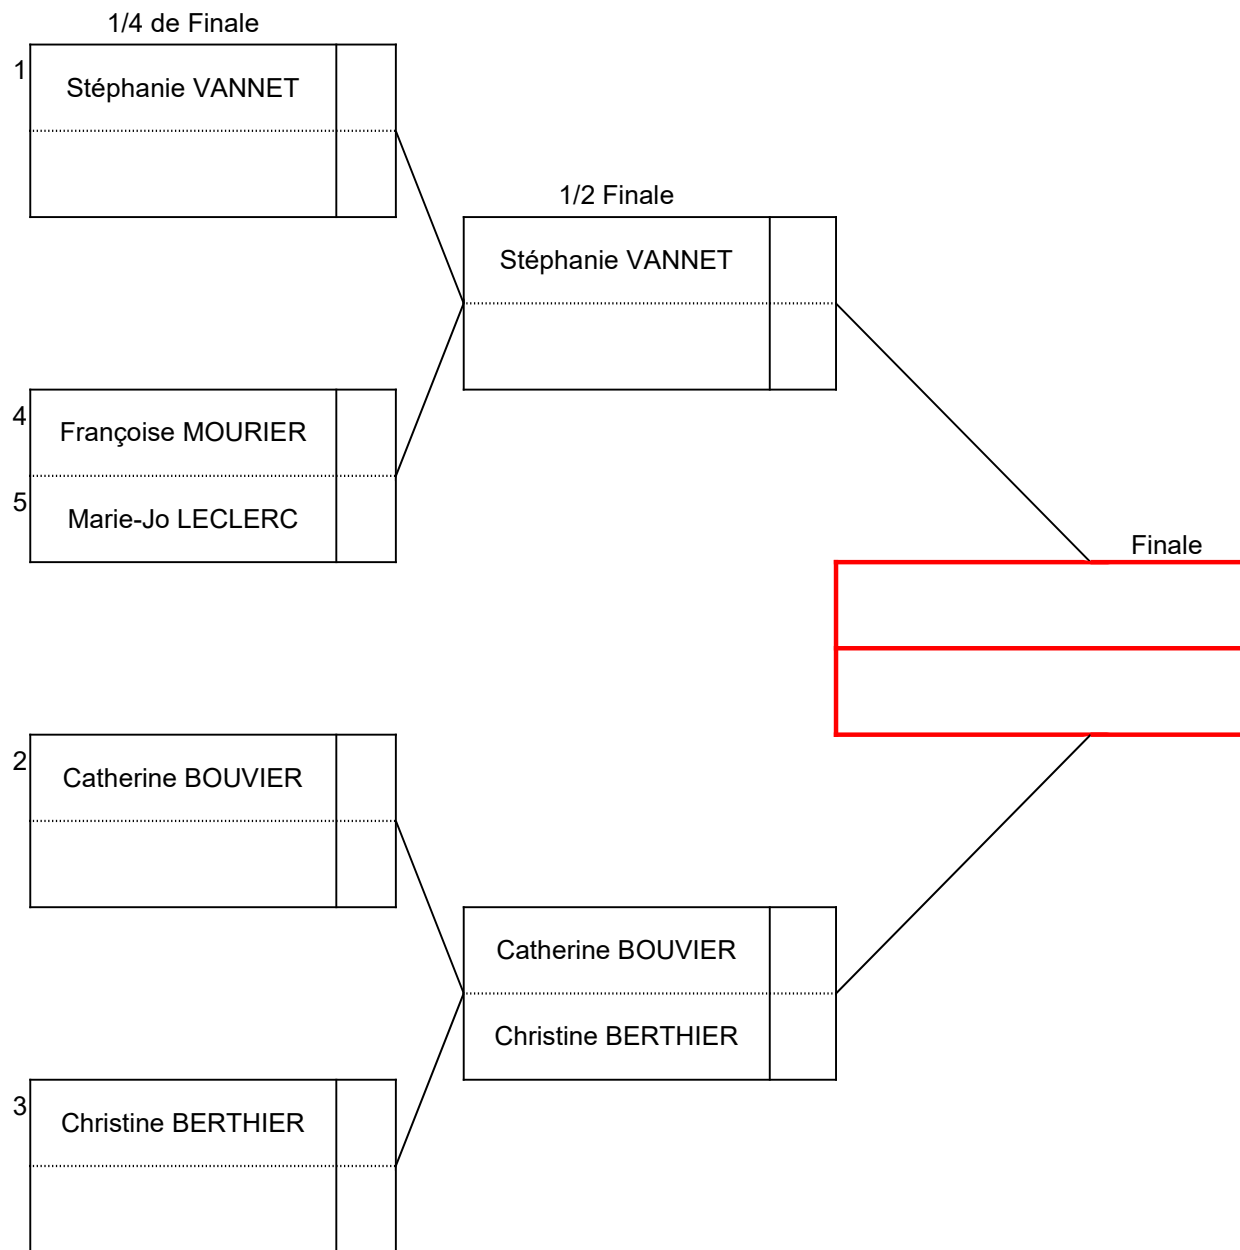 1/4 de Finale
1
Stéphanie VANNET
1/2 Finale
Stéphanie VANNET
4
Françoise MOURIER
5
Marie-Jo LECLERC
Finale
2
Catherine BOUVIER
Catherine BOUVIER
Christine BERTHIER
3
Christine BERTHIER